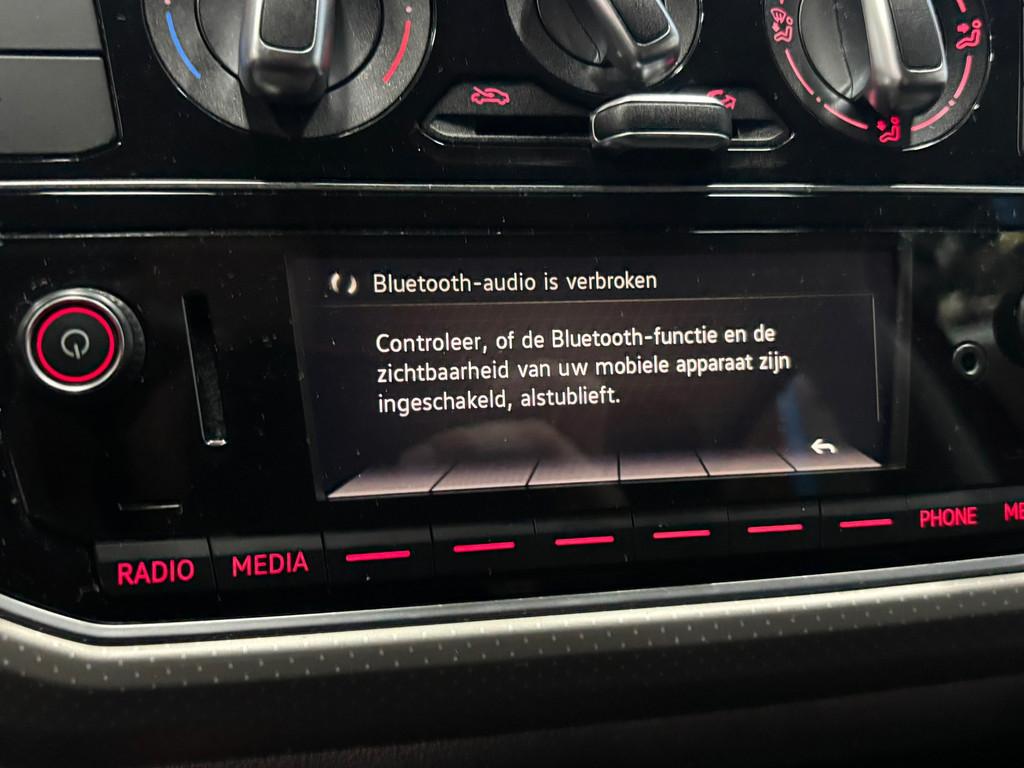 Bluetooth-audio is verbroken
Controleer, of de Bluetooth-functie en de
zichtbaarheid van uw mobiele apparaat zijn
ingeschakeld, alstublieft.
RADIO
MEDIA
PHONE
ME